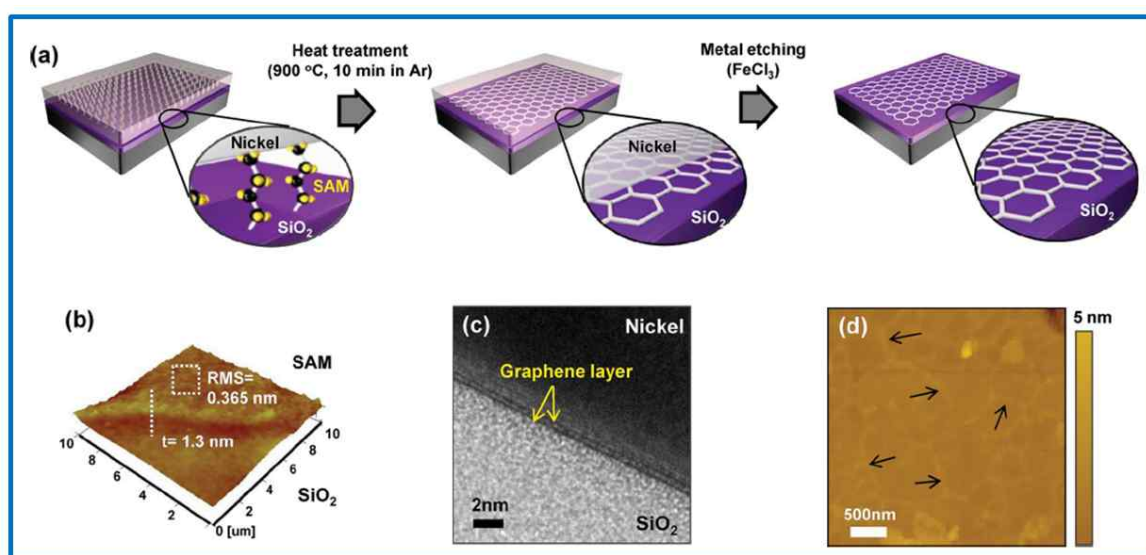 (a)
Heat treatment
(900 °C, 10 min in Ar)
Metal etching
(FeCl₃)
Nickel
SAM
SiO₂
Nickel
SiO₂
SiO₂
(b)
SAM
RMS=
0.365 nm
t= 1.3 nm
10
8
6
4
2
0 [um]
2
4
6
8
10
SiO₂
(c)
Nickel
Graphene layer
2nm
SiO₂
(d)
5 nm
500nm
0